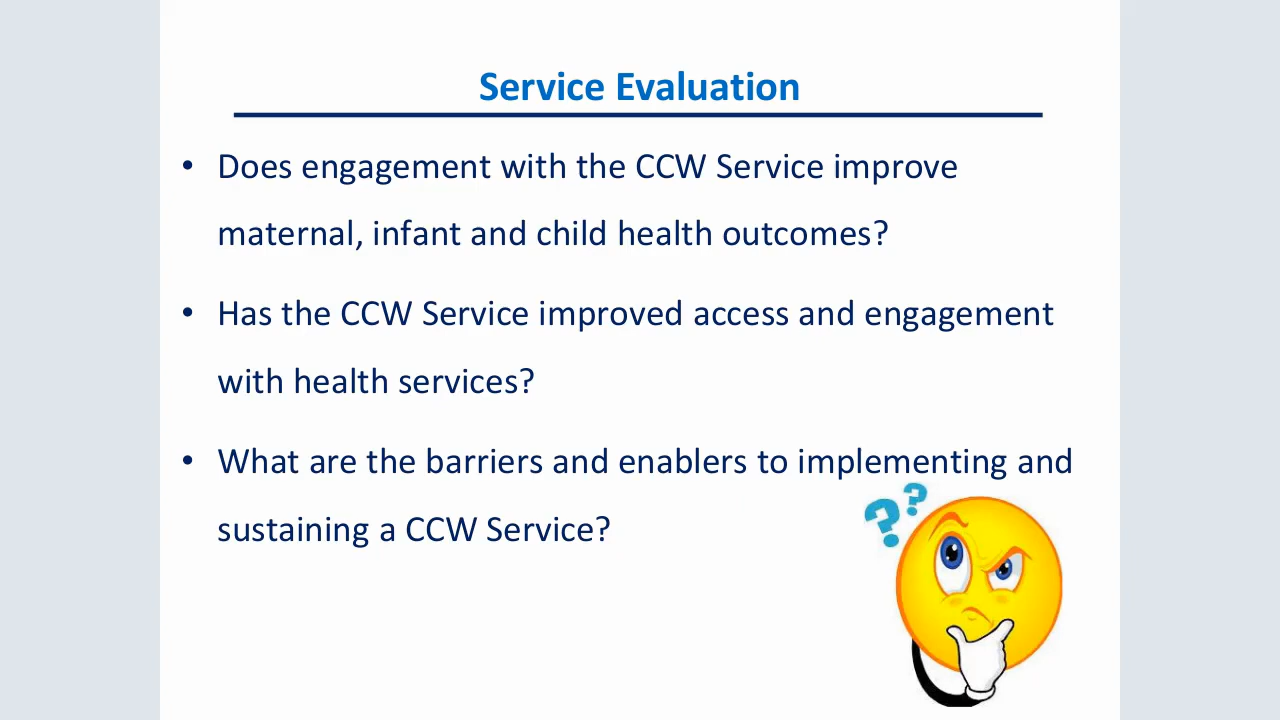 Service Evaluation
• Does engagement with the CCW Service improve
maternal, infant and child health outcomes?
• Has the CCW Service improved access and engagement
with health services?
• What are the barriers and enablers to implementing and
sustaining a CCW Service?
??